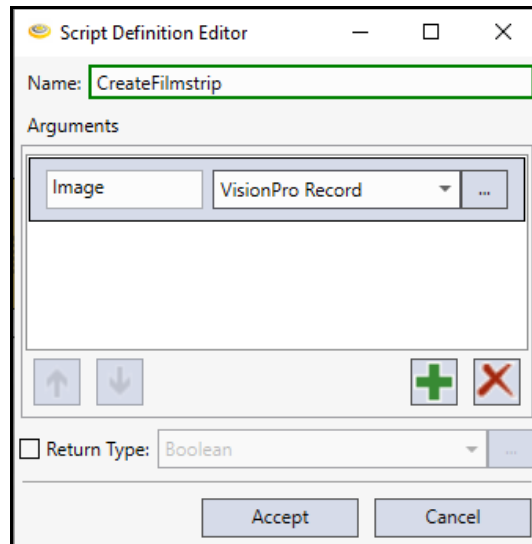 Script Definition Editor
Name: CreateFilmstrip
Arguments
Image VisionPro Record ...
Return Type: Boolean ...
Accept Cancel